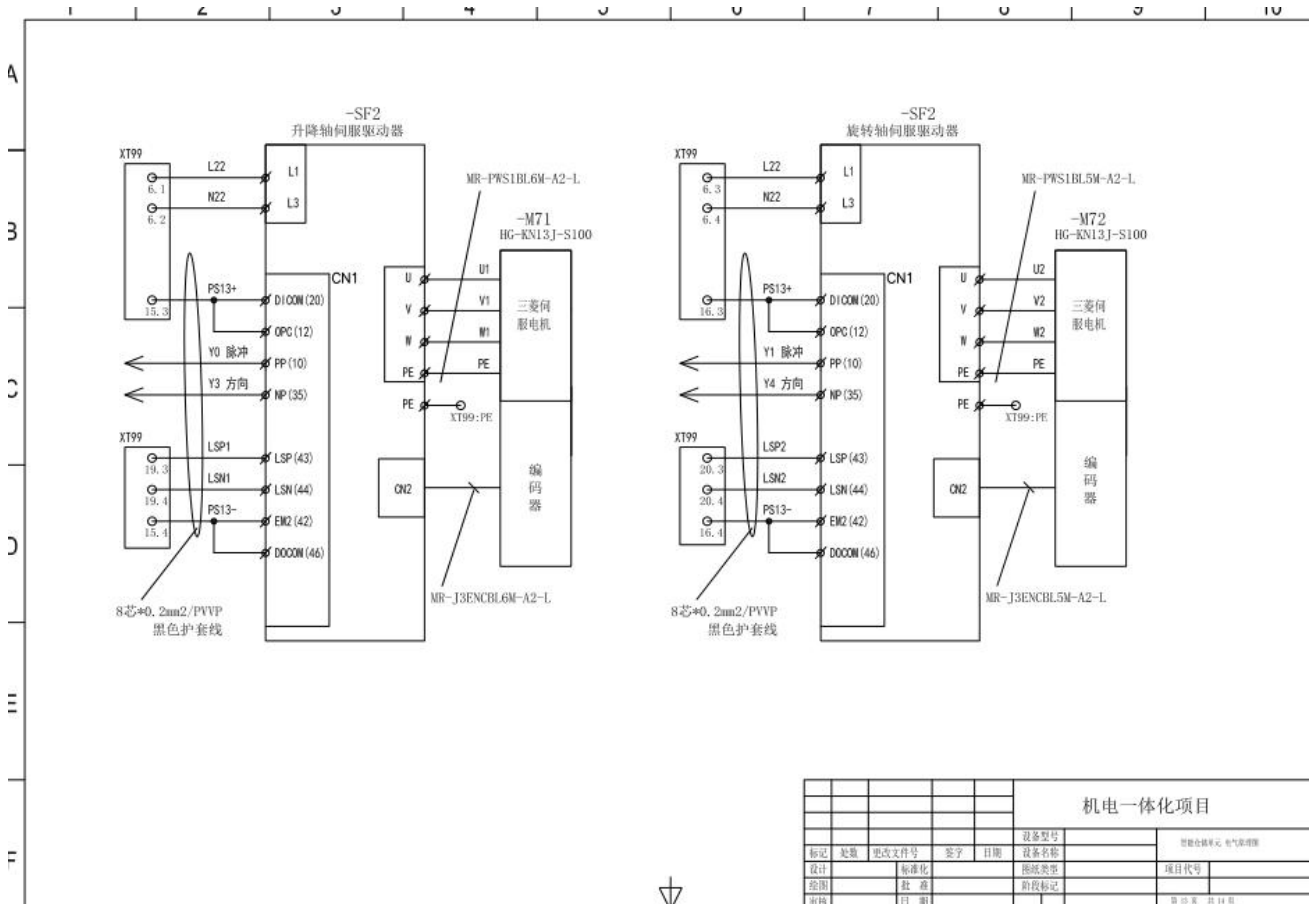 -SF2
升降轴伺服驱动器
XT99
6.1
L22
L1
6.2
N22
L3
MR-PWS1BL6M-A2-L
-M71
HG-KN13J-S100
CN1
15.3
PS13+
DICOM(20)
OPC(12)
Y0 脉冲
PP(10)
Y3 方向
NP(35)
U
U1
V
V1
W
W1
PE
PE
PE
XT99:PE
三菱伺
服电机
XT99
19.3
LSP1
LSP(43)
19.4
LSN1
LSN(44)
15.4
PS13-
EM2(42)
DOCOM(46)
CN2
编
码
器
MR-J3ENCBL6M-A2-L
8芯*0.2mm2/PVVP
黑色护套线
-SF2
旋转轴伺服驱动器
XT99
6.3
L22
L1
6.4
N22
L3
MR-PWS1BL5M-A2-L
-M72
HG-KN13J-S100
CN1
16.3
PS13+
DICOM(20)
OPC(12)
Y1 脉冲
PP(10)
Y4 方向
NP(35)
U
U2
V
V2
W
W2
PE
PE
PE
XT99:PE
三菱伺
服电机
XT99
20.3
LSP2
LSP(43)
20.4
LSN2
LSN(44)
16.4
PS13-
EM2(42)
DOCOM(46)
CN2
编
码
器
MR-J3ENCBL5M-A2-L
8芯*0.2mm2/PVVP
黑色护套线
机电一体化项目
设备型号
智能仓储单元 电气原理图
标记 处数 更改文件号 签字 日期 设备名称
设计 标准化 图纸类型 项目代号
绘图 批 准 阶段标记